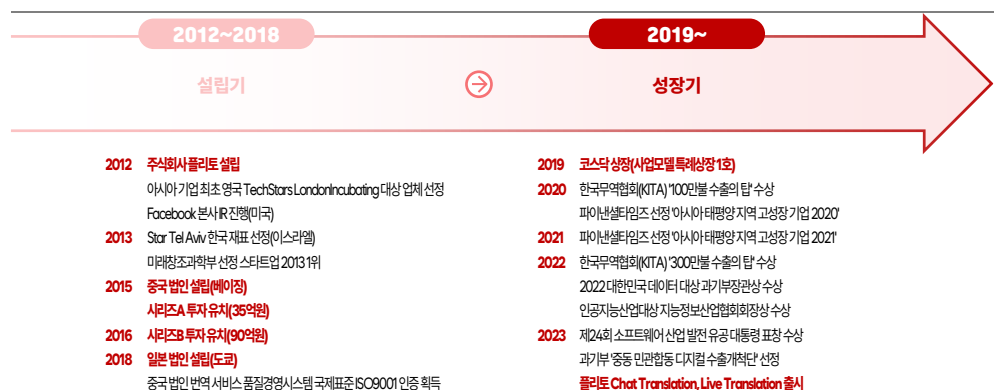 2012~2018
설립기
2012 주식회사 플리토 설립
아시아 기업 최초 영국 TechStars London Incubating 대상 업체 선정
Facebook 본사 IR 진행(미국)
2013 Star Tel Aviv 한국 재표 선정(이스라엘)
미래창조과학부 선정 스타트업 2013 1위
2015 중국 법인 설립(베이징)
시리즈A 투자 유치(35억원)
2016 시리즈B 투자 유치(90억원)
2018 일본 법인 설립(도쿄)
중국 법인 번역 서비스 품질경영시스템 국제표준 ISO9001 인증 획득
2019~
성장기
2019 코스닥 상장(사업모델 특례상장 1호)
2020 한국무역협회(KITA) '100만불 수출의 탑' 수상
파이낸셜타임즈 선정 '아시아 태평양 지역 고성장 기업 2020'
2021 파이낸셜타임즈 선정 '아시아 태평양 지역 고성장 기업 2021'
2022 한국무역협회(KITA) '300만불 수출의 탑' 수상
2022 대한민국 데이터 대상 과기부장관상 수상
인공지능산업대상 지능정보산업협회회장상 수상
2023 제24회 소프트웨어 산업 발전 유공 대통령 표창 수상
과기부 '중동 민관합동 디지털 수출개척단' 선정
플리토 Chat Translation, Live Translation 출시